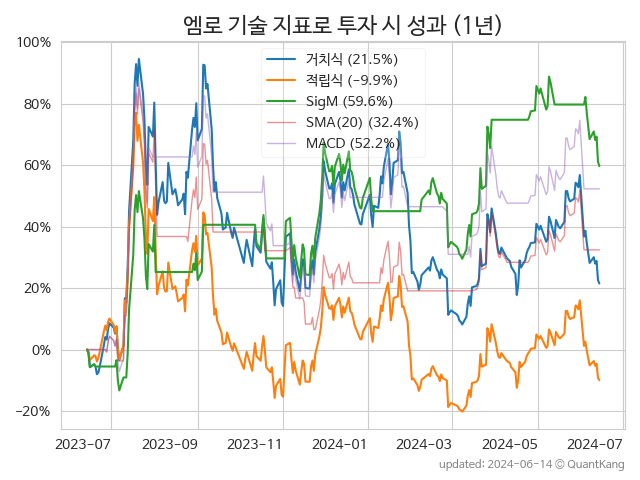 엠로 기술 지표로 투자 시 성과 (1년)
100%
80%
60%
40%
20%
0%
−20%
거치식 (21.5%)
적립식 (-9.9%)
SigM (59.6%)
SMA(20) (32.4%)
MACD (52.2%)
2023-07
2023-09
2023-11
2024-01
2024-03
2024-05
2024-07
updated: 2024-06-14 © QuantKang